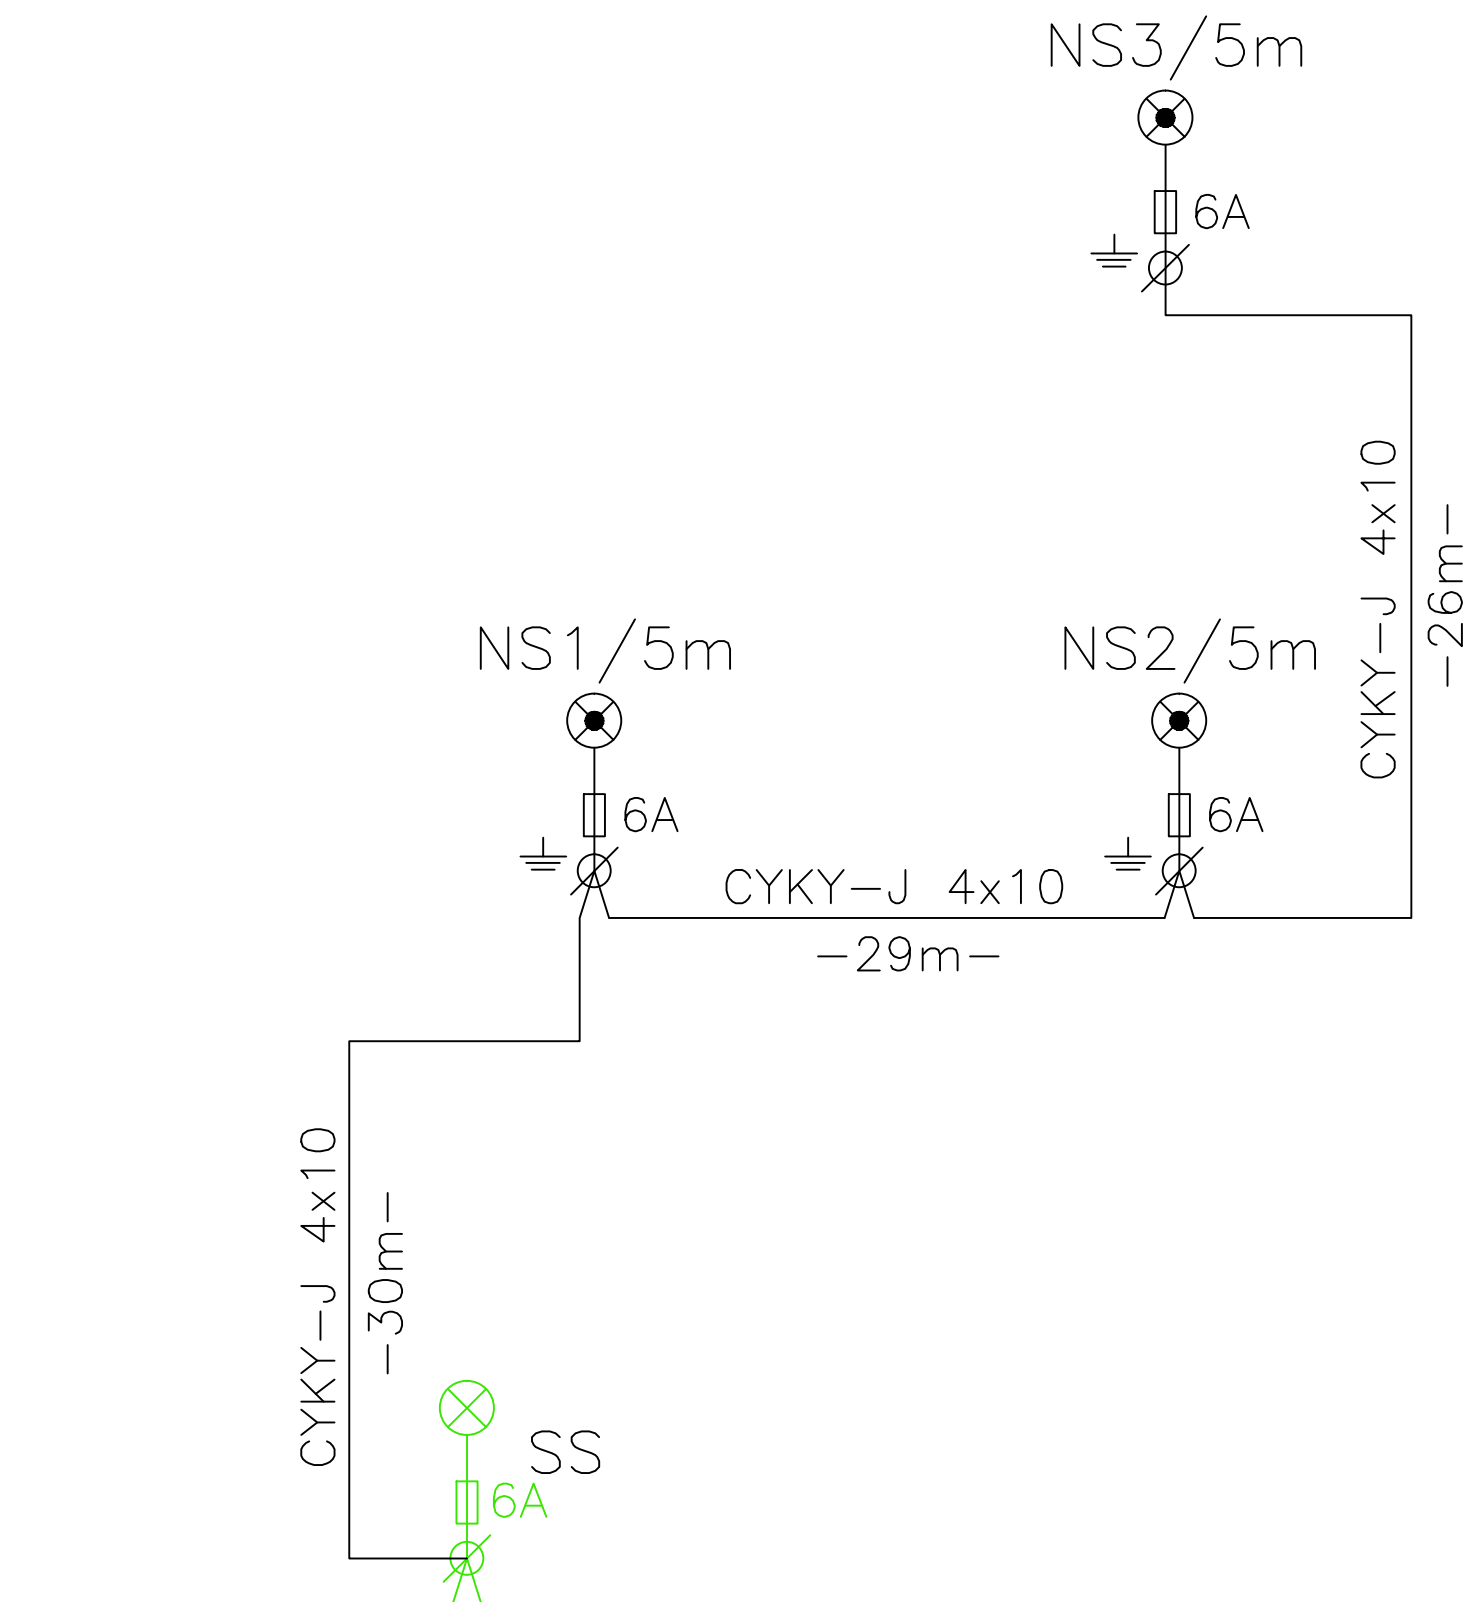 NS3/5m
6A
CYKY-J 4x10
-26m-
NS1/5m
NS2/5m
6A
6A
CYKY-J 4x10
-29m-
CYKY-J 4x10
-30m-
SS
6A